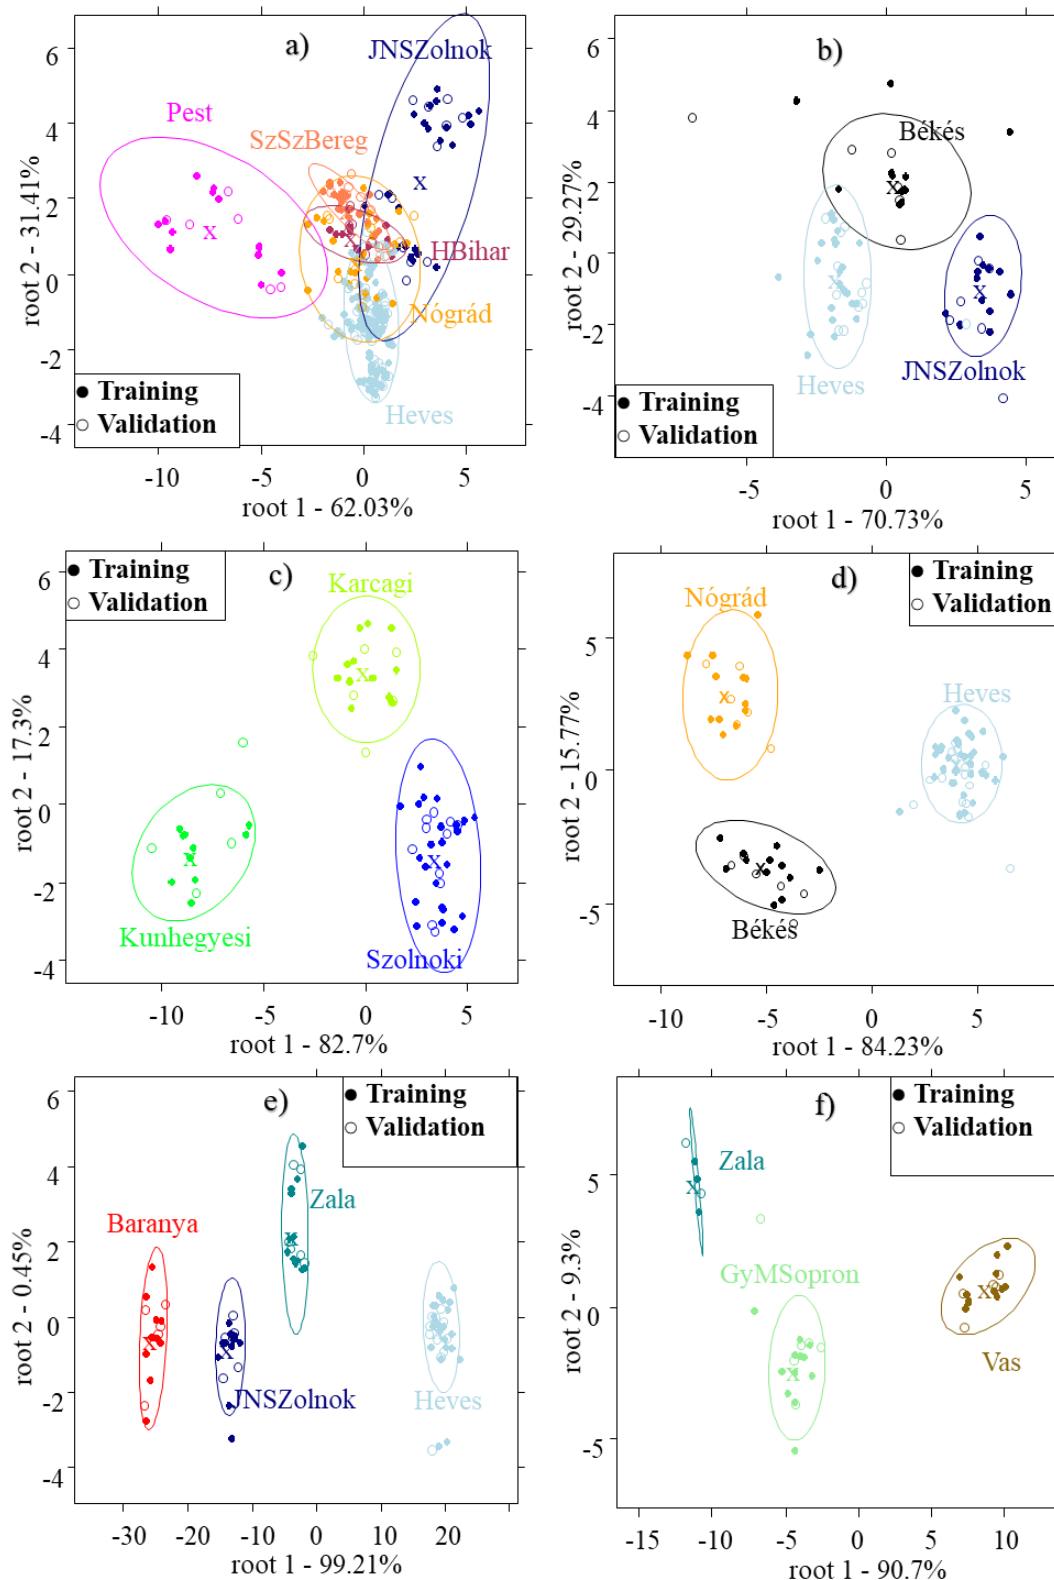 a)
JNSZolnok
Pest
SzSzBereg
HBihar
Nógrád
Heves
Training
Validation
6
4
2
0
-2
-4
root 2 - 31.41%
-10 -5 0 5
root 1 - 62.03%
b)
Békés
Heves
JNSZolnok
Training
Validation
6
4
2
0
-2
-4
root 2 - 29.27%
-5 0 5
root 1 - 70.73%
Training
Validation
c)
Karcagi
Kunhegyesi
Szolnoki
6
4
2
0
-2
-4
root 2 - 17.3%
-10 -5 0 5
root 1 - 82.7%
d)
Training
Validation
Nógrád
Heves
Békés
5
0
-5
root 2 - 15.77%
-10 -5 0 5
root 1 - 84.23%
e)
Training
Validation
Zala
Baranya
JNSZolnok
Heves
6
4
2
0
-2
-4
root 2 - 0.45%
-30 -20 -10 0 10 20
root 1 - 99.21%
f)
Training
Validation
Zala
GyMSopron
Vas
5
0
-5
root 2 - 9.3%
-15 -10 -5 0 5 10
root 1 - 90.7%